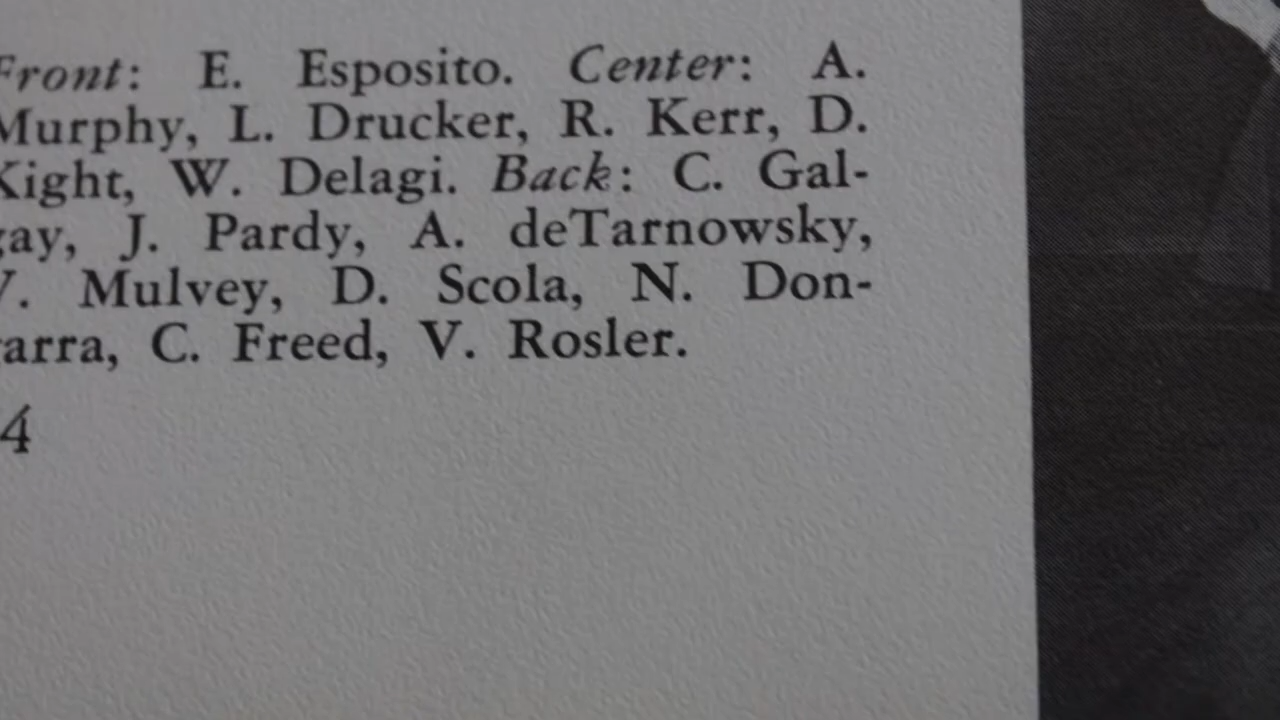 Front: E. Esposito. Center: A.
Murphy, L. Drucker, R. Kerr, D.
Kight, W. Delagi. Back: C. Gal-
gay, J. Pardy, A. deTarnowsky,
V. Mulvey, D. Scola, N. Don-
arra, C. Freed, V. Rosler.
4